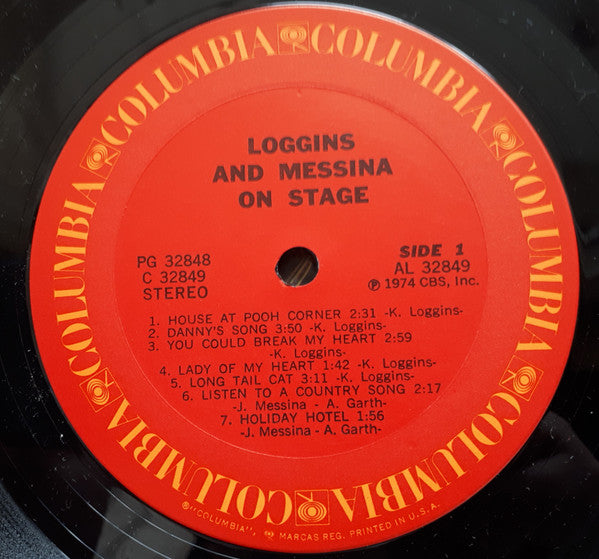 COLUMBIA COLUMBIA COLUMBIA COLUMBIA COLUMBIA COLUMBIA COLUMBIA COLUMBIA
LOGGINS
AND MESSINA
ON STAGE
PG 32848
C 32849
STEREO
SIDE 1
AL 32849
℗ 1974 CBS, Inc.
1. HOUSE AT POOH CORNER 2:31 -K. Loggins-
2. DANNY'S SONG 3:50 -K. Loggins-
3. YOU COULD BREAK MY HEART 2:59
-K. Loggins-
4. LADY OF MY HEART 1:42 -K. Loggins-
5. LONG TAIL CAT 3:11 -K. Loggins-
6. LISTEN TO A COUNTRY SONG 2:17
-J. Messina - A. Garth-
7. HOLIDAY HOTEL 1:56
-J. Messina - A. Garth-
®"COLUMBIA", MARCAS REG. PRINTED IN U.S.A.